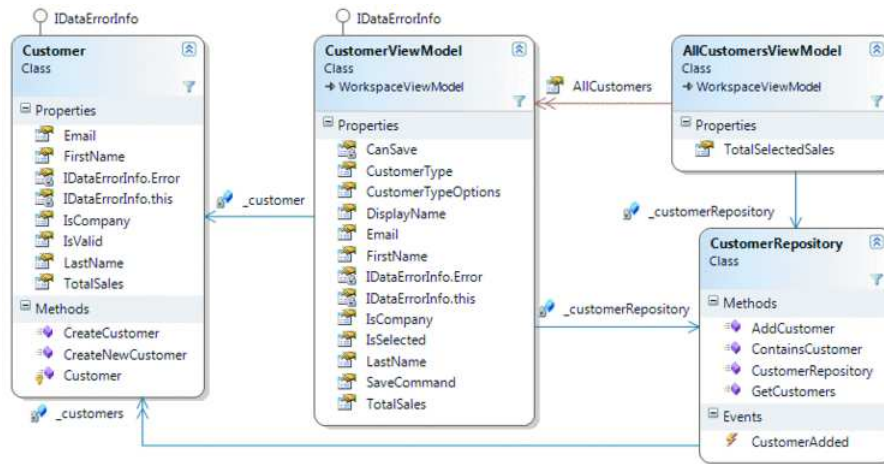 IDataErrorInfo
Customer
Class
Properties
Email
FirstName
IDataErrorInfo.Error
IDataErrorInfo.this
IsCompany
IsValid
LastName
TotalSales
Methods
CreateCustomer
CreateNewCustomer
Customer
_customer
IDataErrorInfo
CustomerViewModel
Class
WorkspaceViewModel
Properties
CanSave
CustomerType
CustomerTypeOptions
DisplayName
Email
FirstName
IDataErrorInfo.Error
IDataErrorInfo.this
IsCompany
IsSelected
LastName
SaveCommand
TotalSales
AllCustomers
AllCustomersViewModel
Class
WorkspaceViewModel
Properties
TotalSelectedSales
_customerRepository
_customerRepository
CustomerRepository
Class
Methods
AddCustomer
ContainsCustomer
CustomerRepository
GetCustomers
Events
CustomerAdded
_customers